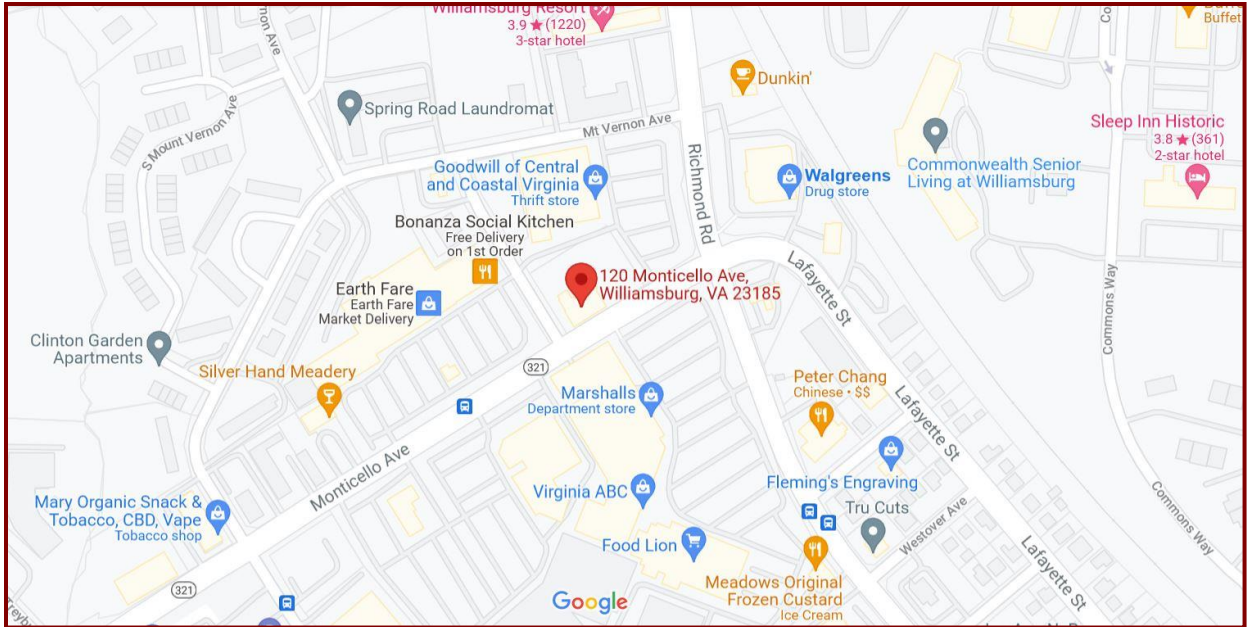 Williamsburg Resort
3.9 ★ (1220)
3-star hotel
Buffet
Dunkin'
Spring Road Laundromat
S Mount Vernon Ave
Mt Vernon Ave
Richmond Rd
Sleep Inn Historic
3.8 ★ (361)
2-star hotel
Commonwealth Senior
Living at Williamsburg
Goodwill of Central
and Coastal Virginia
Thrift store
Walgreens
Drug store
Bonanza Social Kitchen
Free Delivery
on 1st Order
120 Monticello Ave,
Williamsburg, VA 23185
Lafayette St
Earth Fare
Earth Fare
Market Delivery
Commons Way
Clinton Garden
Apartments
Silver Hand Meadery
321
Marshalls
Department store
Peter Chang
Chinese • $$
Lafayette St
Monticello Ave
Fleming's Engraving
Virginia ABC
Mary Organic Snack &
Tobacco, CBD, Vape
Tobacco shop
Tru Cuts
Westover Ave
Commons Way
Food Lion
Lafayette St
321
Meadows Original
Frozen Custard
Ice Cream
Google